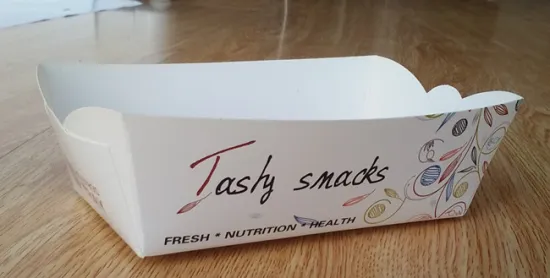 Tasty smacks
FRESH * NUTRITION * HEALTH